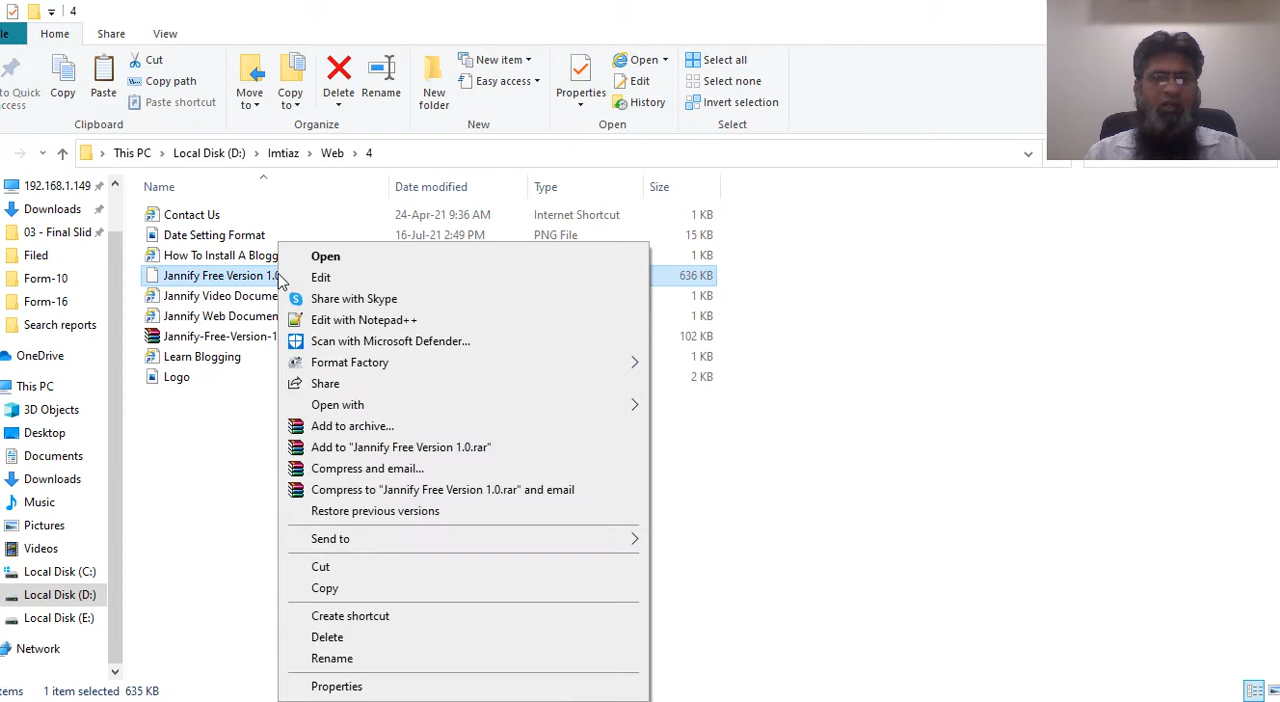 4
le
Home
Share
View
to Quick
access
Copy
Paste
Cut
Copy path
Paste shortcut
Clipboard
Move
to
Copy
to
Delete
Rename
Organize
New
folder
New item
Easy access
New
Properties
Open
Edit
History
Open
Select all
Select none
Invert selection
Select
This PC > Local Disk (D:) > Imtiaz > Web > 4
192.168.1.149
Downloads
03 - Final Slid
Filed
Form-10
Form-16
Search reports
OneDrive
This PC
3D Objects
Desktop
Documents
Downloads
Music
Pictures
Videos
Local Disk (C:)
Local Disk (D:)
Local Disk (E:)
Network
Name Date modified Type Size
Contact Us 24-Apr-21 9:36 AM Internet Shortcut 1 KB
Date Setting Format 16-Jul-21 2:49 PM PNG File 15 KB
How To Install A Blogg 1 KB
Jannify Free Version 1.0 636 KB
Jannify Video Docume 1 KB
Jannify Web Documen 1 KB
Jannify-Free-Version-1 102 KB
Learn Blogging 1 KB
Logo 2 KB
Open
Edit
Share with Skype
Edit with Notepad++
Scan with Microsoft Defender...
Format Factory
Share
Open with
Add to archive...
Add to "Jannify Free Version 1.0.rar"
Compress and email...
Compress to "Jannify Free Version 1.0.rar" and email
Restore previous versions
Send to
Cut
Copy
Create shortcut
Delete
Rename
Properties
tems 1 item selected 635 KB